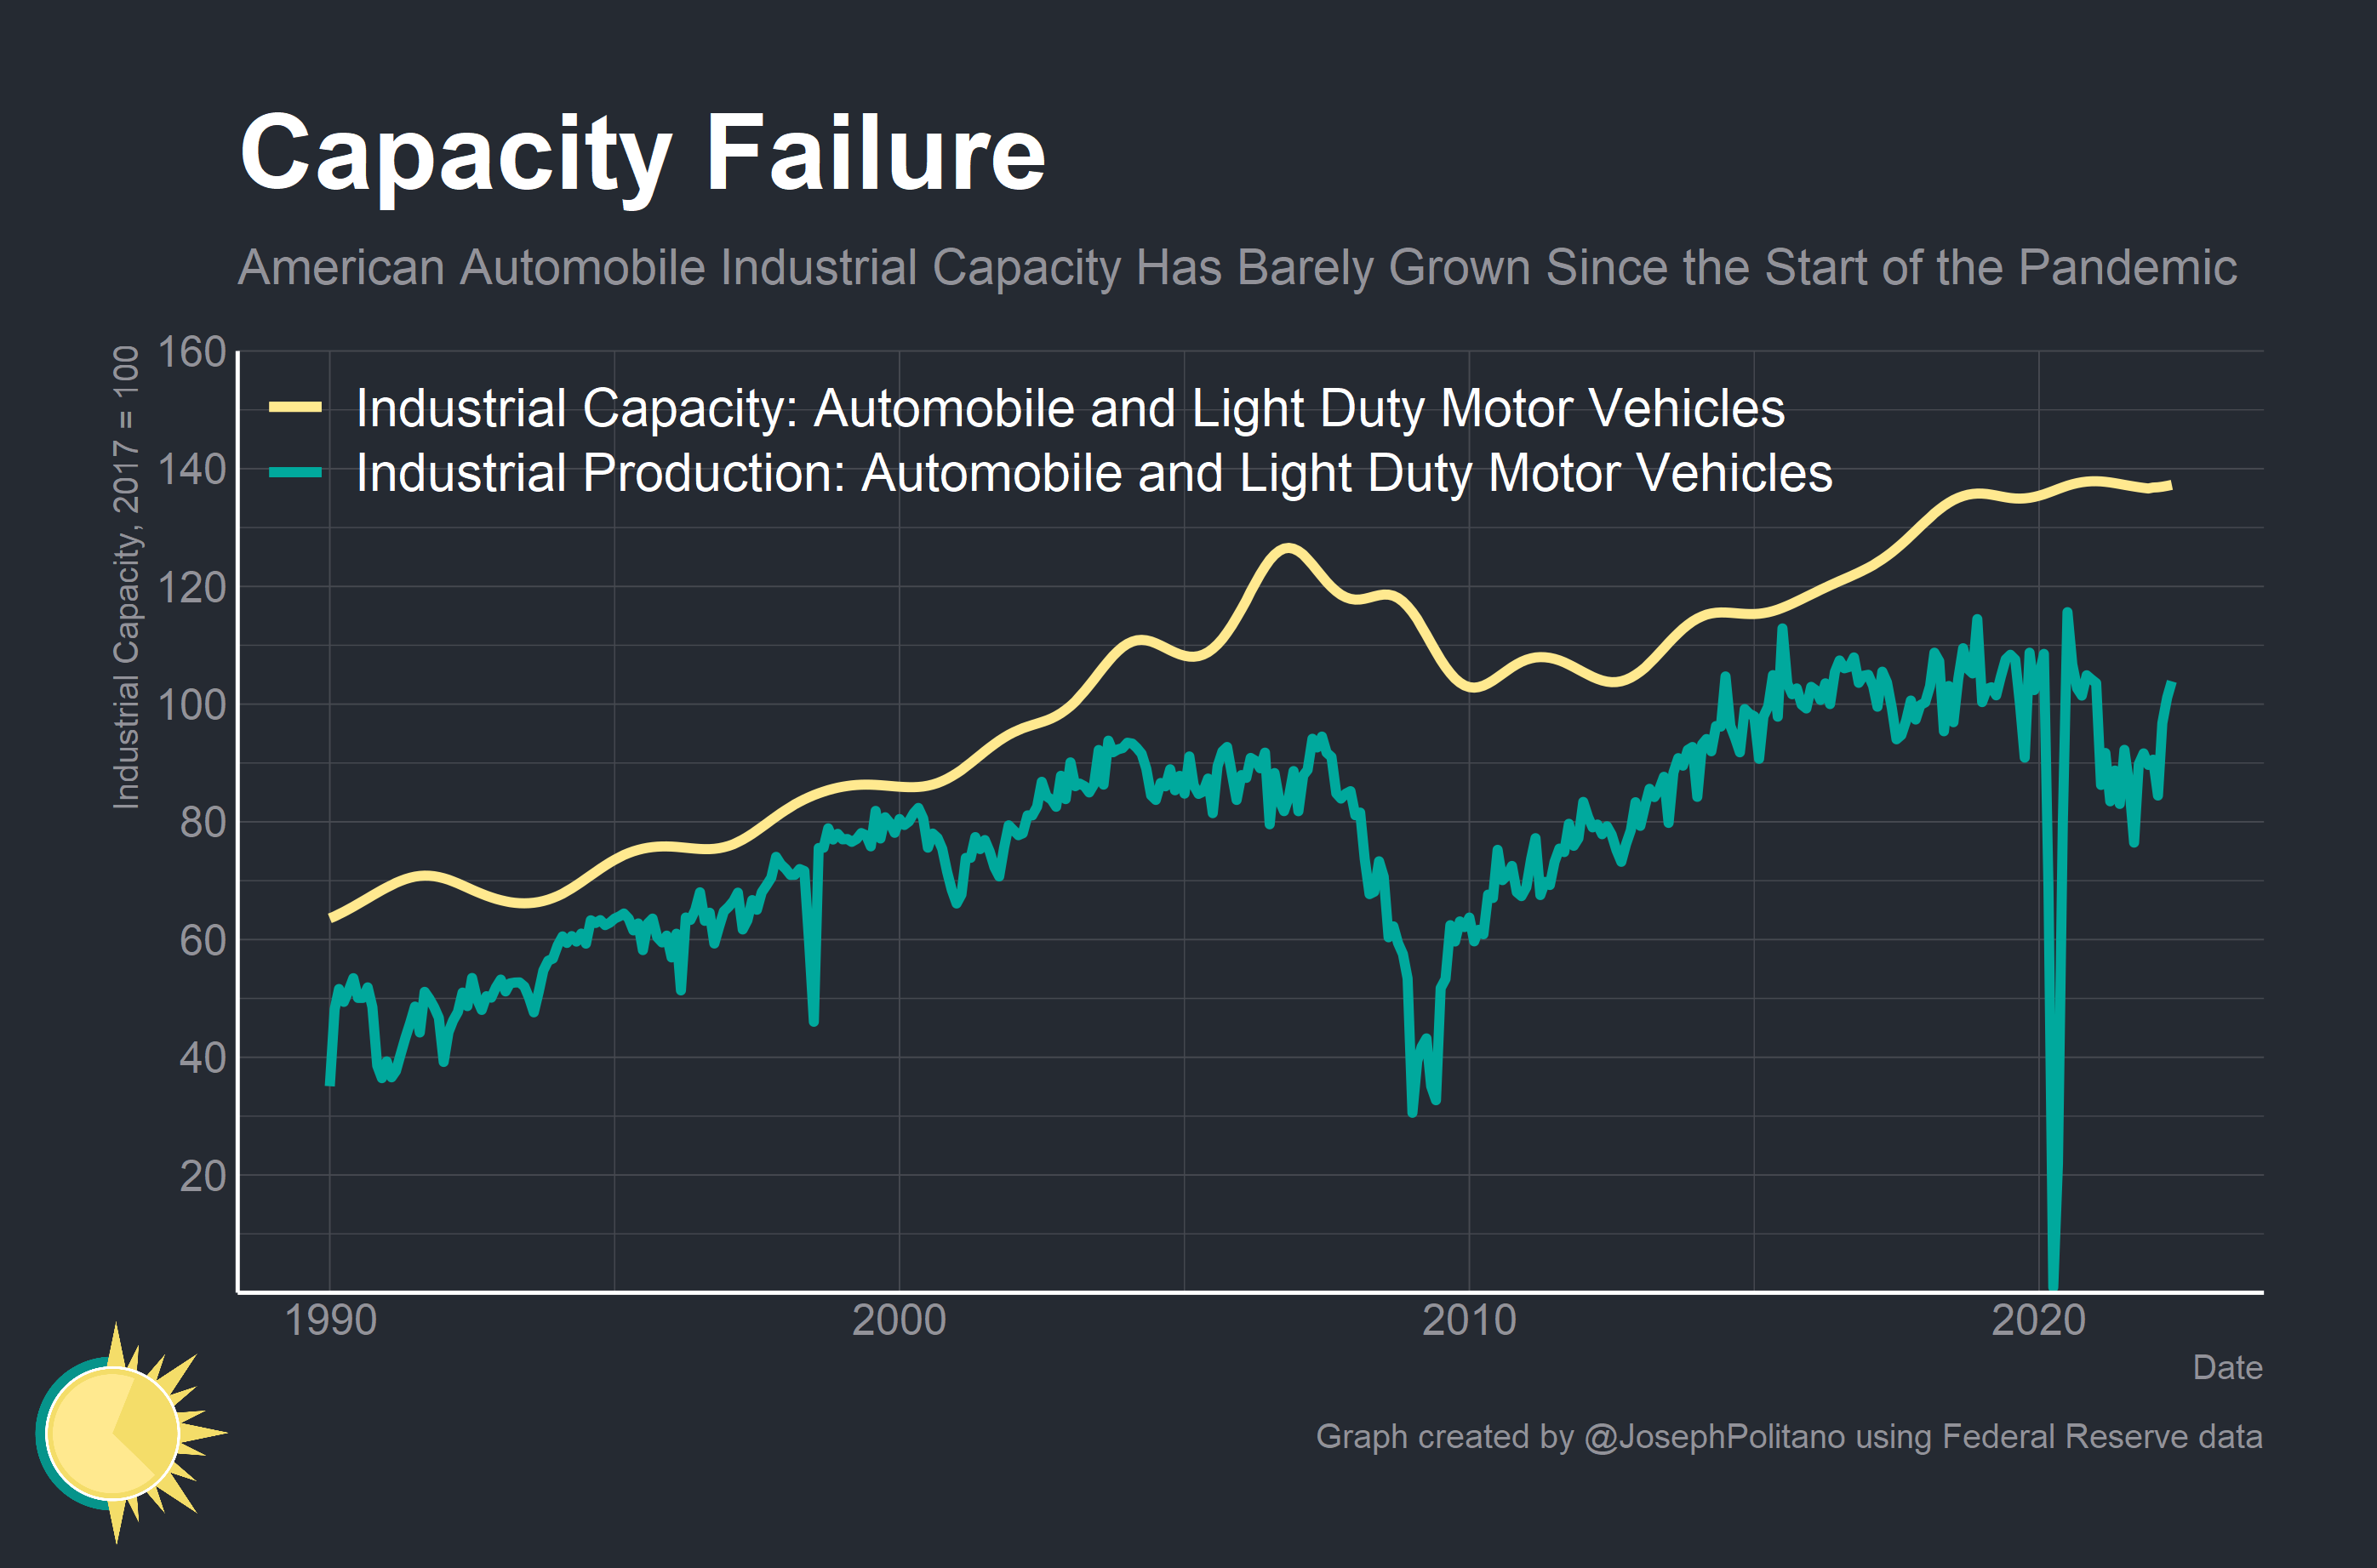 Capacity Failure
American Automobile Industrial Capacity Has Barely Grown Since the Start of the Pandemic
Industrial Capacity, 2017 = 100
160
140
120
100
80
60
40
20
Industrial Capacity: Automobile and Light Duty Motor Vehicles
Industrial Production: Automobile and Light Duty Motor Vehicles
1990 2000 2010 2020
Date
Graph created by @JosephPolitano using Federal Reserve data